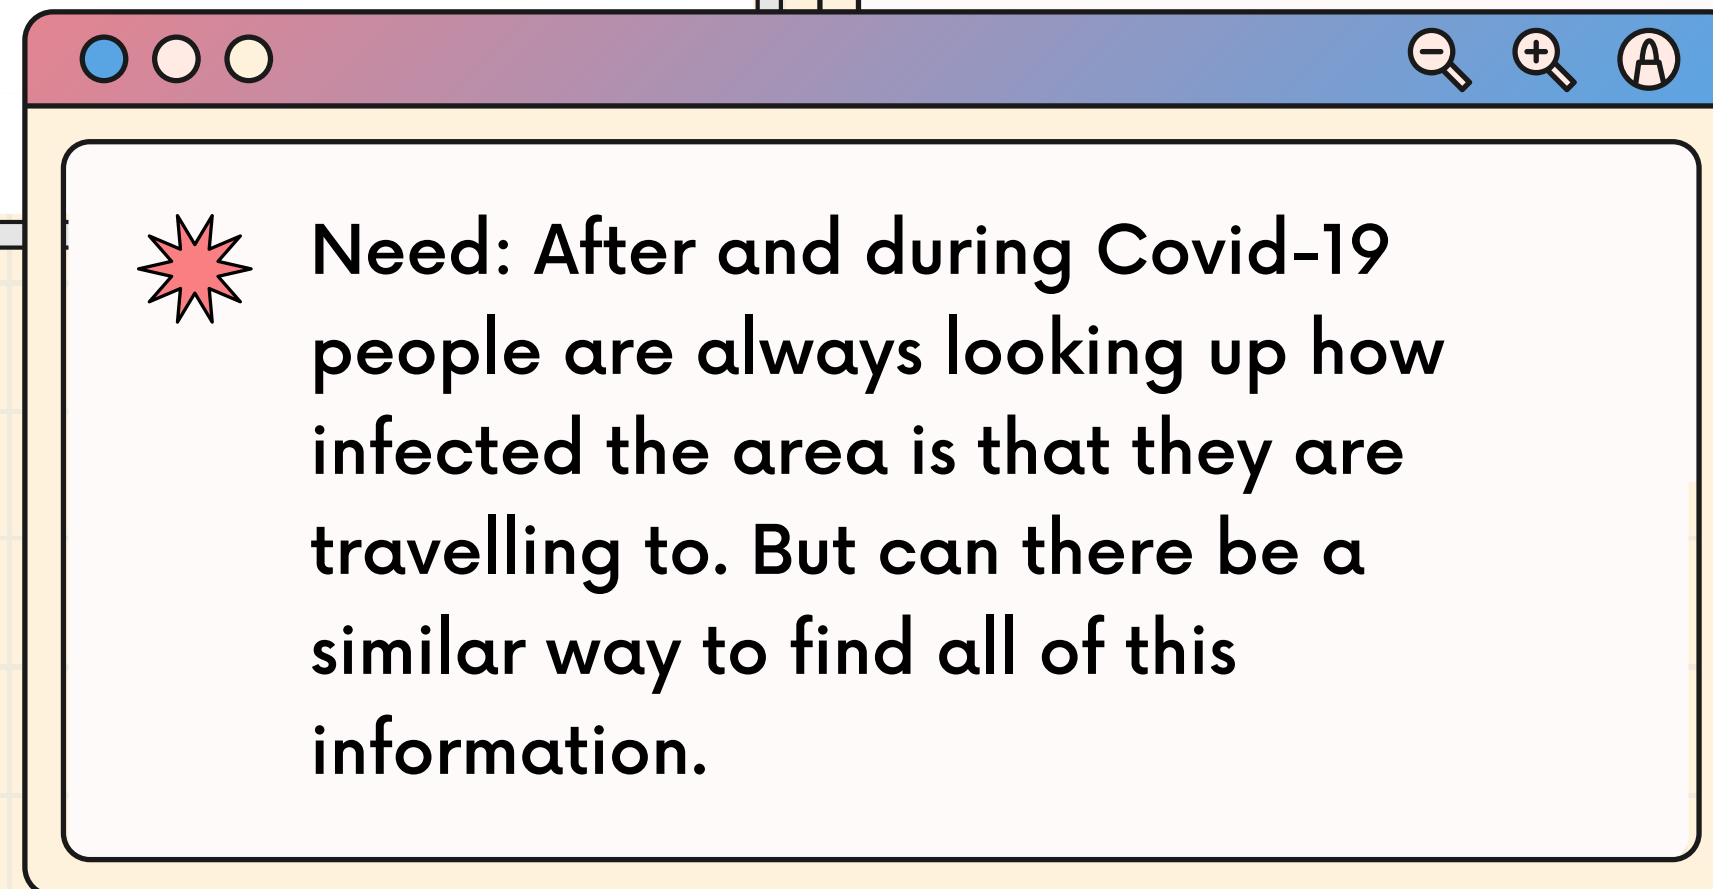 Need: After and during Covid-19
people are always looking up how
infected the area is that they are
travelling to. But can there be a
similar way to find all of this
information.